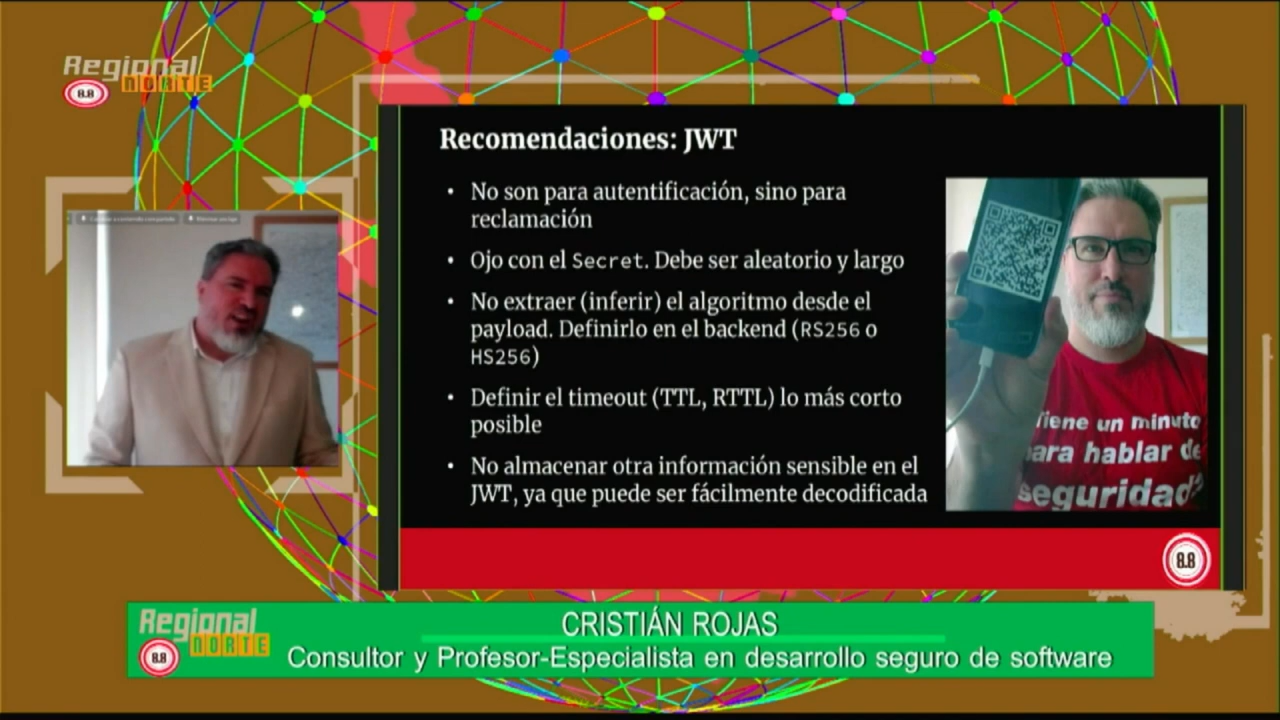 Regional
NORTE
8.8
Recomendaciones: JWT
• No son para autentificación, sino para
reclamación
• Ojo con el Secret. Debe ser aleatorio y largo
• No extraer (inferir) el algoritmo desde el
payload. Definirlo en el backend (RS256 o
HS256)
• Definir el timeout (TTL, RTTL) lo más corto
posible
• No almacenar otra información sensible en el
JWT, ya que puede ser fácilmente decodificada
Tiene un minuto
para hablar de
seguridad?
8.8
Regional
NORTE
8.8
CRISTIÁN ROJAS
Consultor y Profesor-Especialista en desarrollo seguro de software